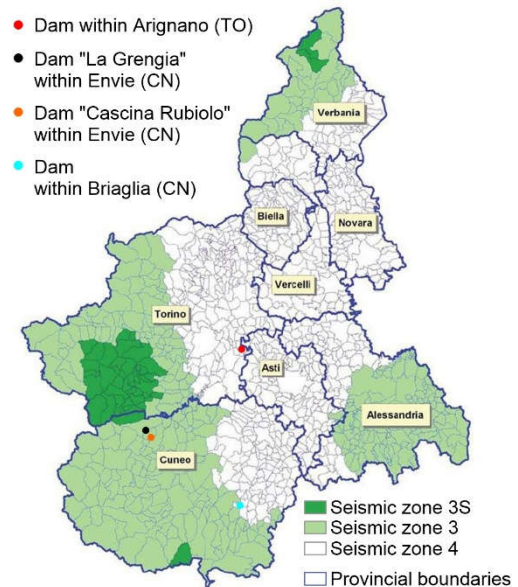 Dam within Arignano (TO)
Dam "La Grengia"
within Envie (CN)
Dam "Cascina Rubiolo"
within Envie (CN)
Dam
within Briaglia (CN)
Verbania
Biella
Novara
Vercelli
Torino
Asti
Alessandria
Cuneo
Seismic zone 3S
Seismic zone 3
Seismic zone 4
Provincial boundaries